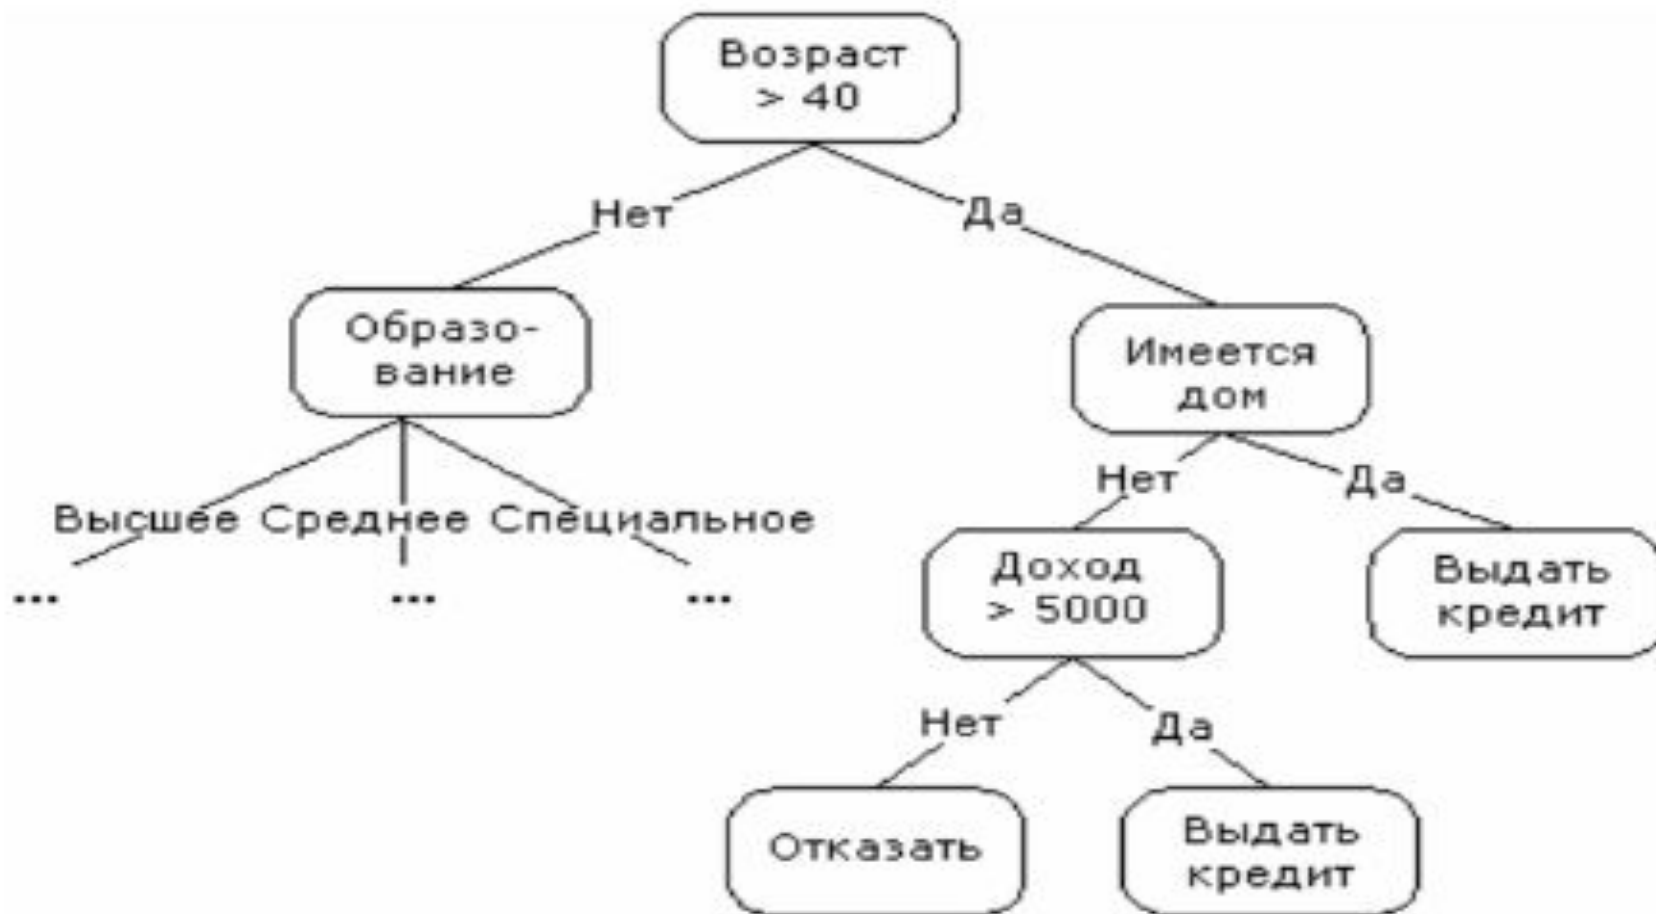 Возраст
> 40
Нет
Да
Образо-
вание
Имеется
дом
Высшее Среднее Специальное
... ... ...
Нет
Да
Доход
> 5000
Выдать
кредит
Нет
Да
Отказать
Выдать
кредит